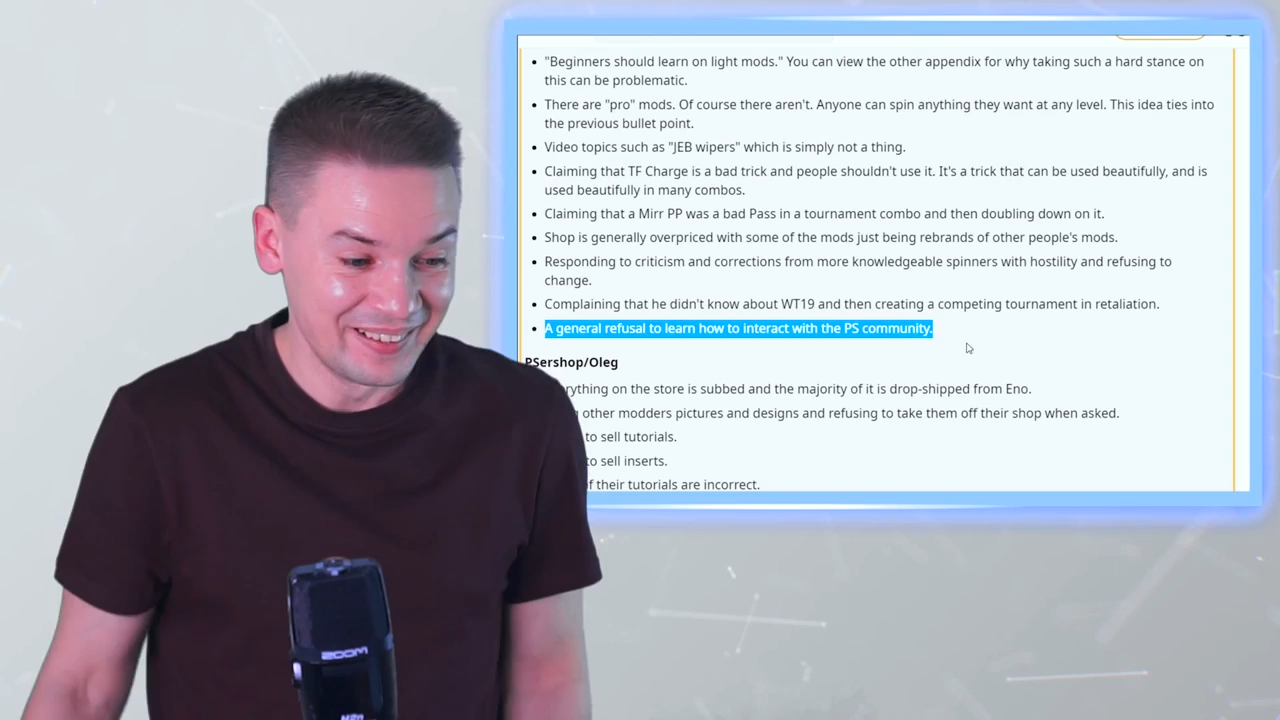 "Beginners should learn on light mods." You can view the other appendix for why taking such a hard stance on
this can be problematic.
There are "pro" mods. Of course there aren't. Anyone can spin anything they want at any level. This idea ties into
the previous bullet point.
Video topics such as "JEB wipers" which is simply not a thing.
Claiming that TF Charge is a bad trick and people shouldn't use it. It's a trick that can be used beautifully, and is
used beautifully in many combos.
Claiming that a Mirr PP was a bad Pass in a tournament combo and then doubling down on it.
Shop is generally overpriced with some of the mods just being rebrands of other people's mods.
Responding to criticism and corrections from more knowledgeable spinners with hostility and refusing to
change.
Complaining that he didn't know about WT19 and then creating a competing tournament in retaliation.
A general refusal to learn how to interact with the PS community.
PSershop/Oleg
rything on the store is subbed and the majority of it is drop-shipped from Eno.
other modders pictures and designs and refusing to take them off their shop when asked.
to sell tutorials.
to sell inserts.
of their tutorials are incorrect.
ZOOM